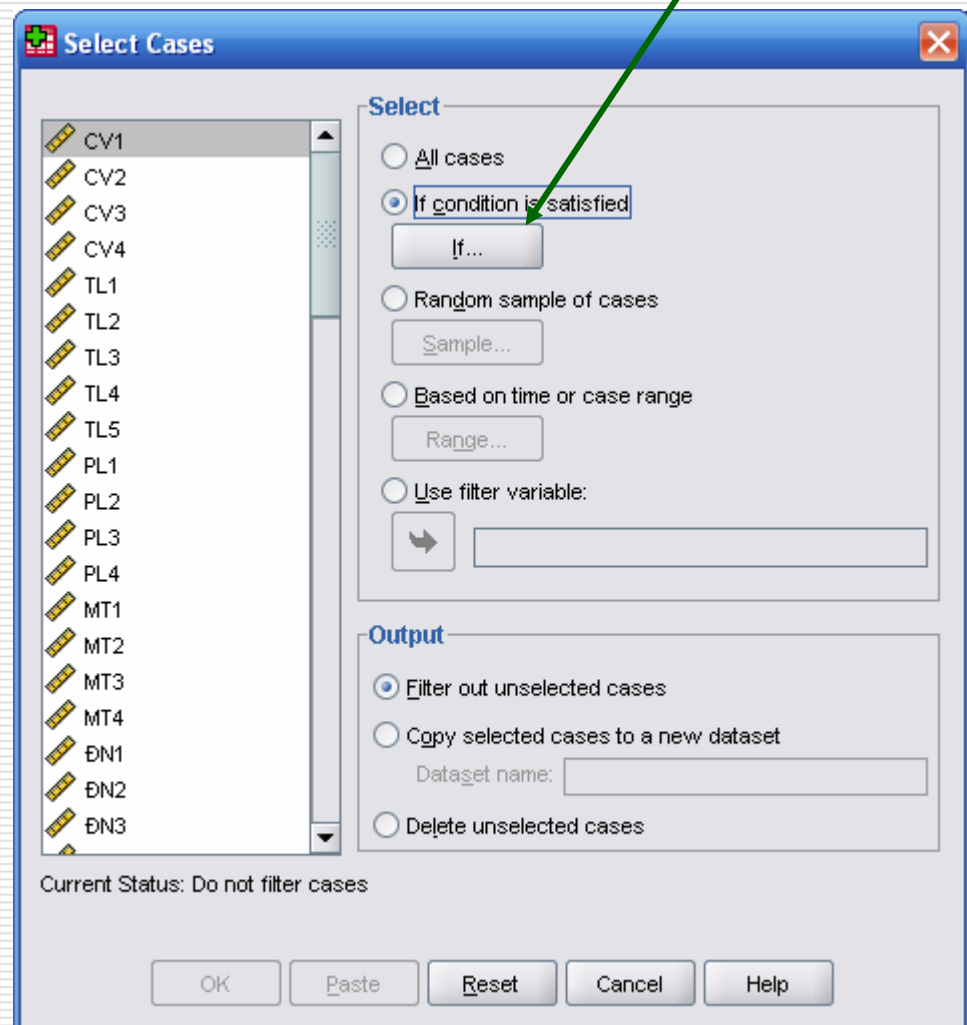 Select Cases
CV1
CV2
CV3
CV4
TL1
TL2
TL3
TL4
TL5
PL1
PL2
PL3
PL4
MT1
MT2
MT3
MT4
ĐN1
ĐN2
ĐN3
Select
All cases
If condition is satisfied
If...
Random sample of cases
Sample...
Based on time or case range
Range...
Use filter variable:
Output
Filter out unselected cases
Copy selected cases to a new dataset
Dataset name:
Delete unselected cases
Current Status: Do not filter cases
OK Paste Reset Cancel Help